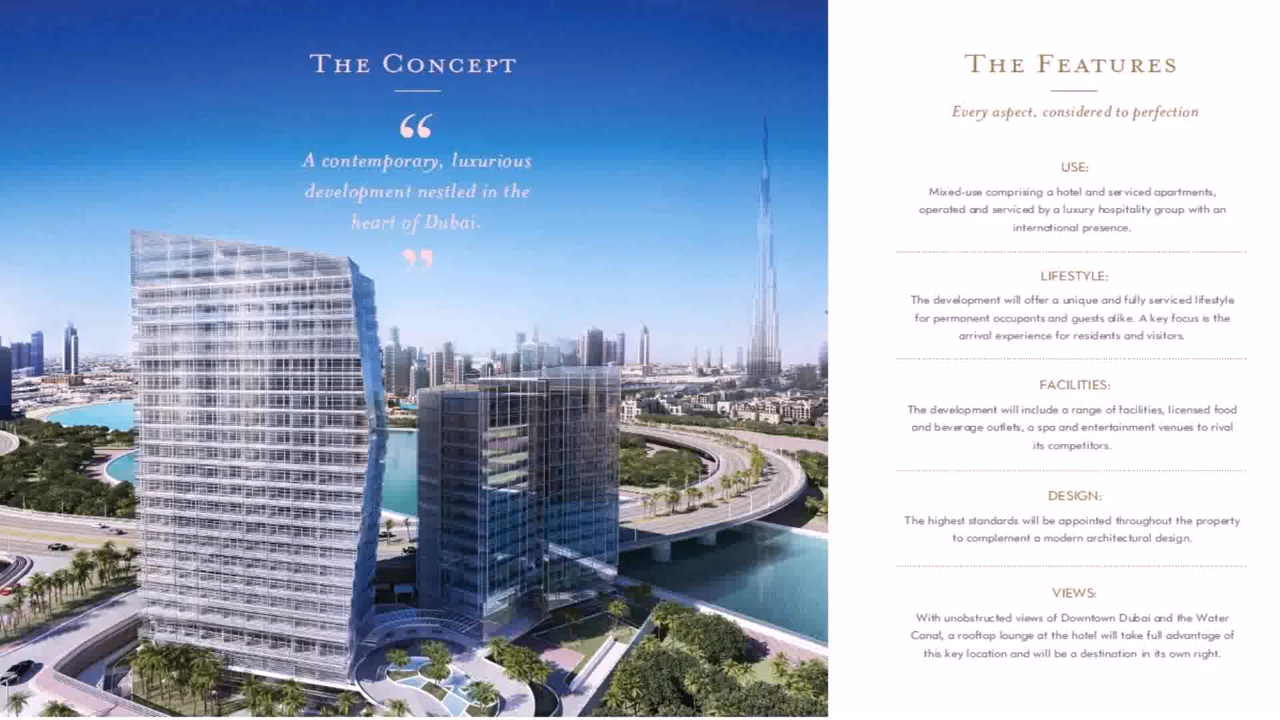 THE CONCEPT
“
A contemporary, luxurious
development nestled in the
heart of Dubai.
”
THE FEATURES
Every aspect, considered to perfection
USE:
Mixed-use comprising a hotel and serviced apartments,
operated and serviced by a luxury hospitality group with an
international presence.
LIFESTYLE:
The development will offer a unique and fully serviced lifestyle
for permanent occupants and guests alike. A key focus is the
arrival experience for residents and visitors.
FACILITIES:
The development will include a range of facilities, licensed food
and beverage outlets, a spa and entertainment venues to rival
its competitors.
DESIGN:
The highest standards will be appointed throughout the property
to complement a modern architectural design.
VIEWS:
With unobstructed views of Downtown Dubai and the Water
Canal, a rooftop lounge at the hotel will take full advantage of
this key location and will be a destination in its own right.